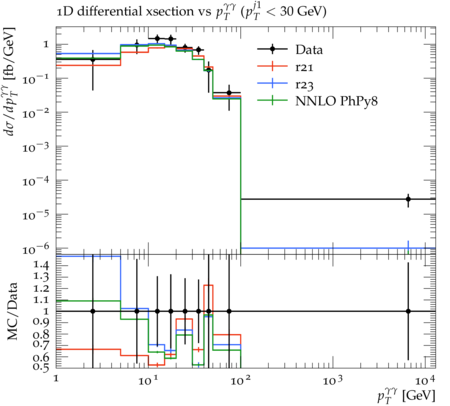 1D differential xsection vs p_T^{γγ} (p_T^{j1} < 30 GeV)
dσ/dp_T^{γγ} [fb/GeV]
1
10^{−1}
10^{−2}
10^{−3}
10^{−4}
10^{−5}
10^{−6}
Data
r21
r23
NNLO PhPy8
MC/Data
1.4
1.3
1.2
1.1
1
0.9
0.8
0.7
0.6
0.5
1 10^1 10^2 10^3 10^4
p_T^{γγ} [GeV]